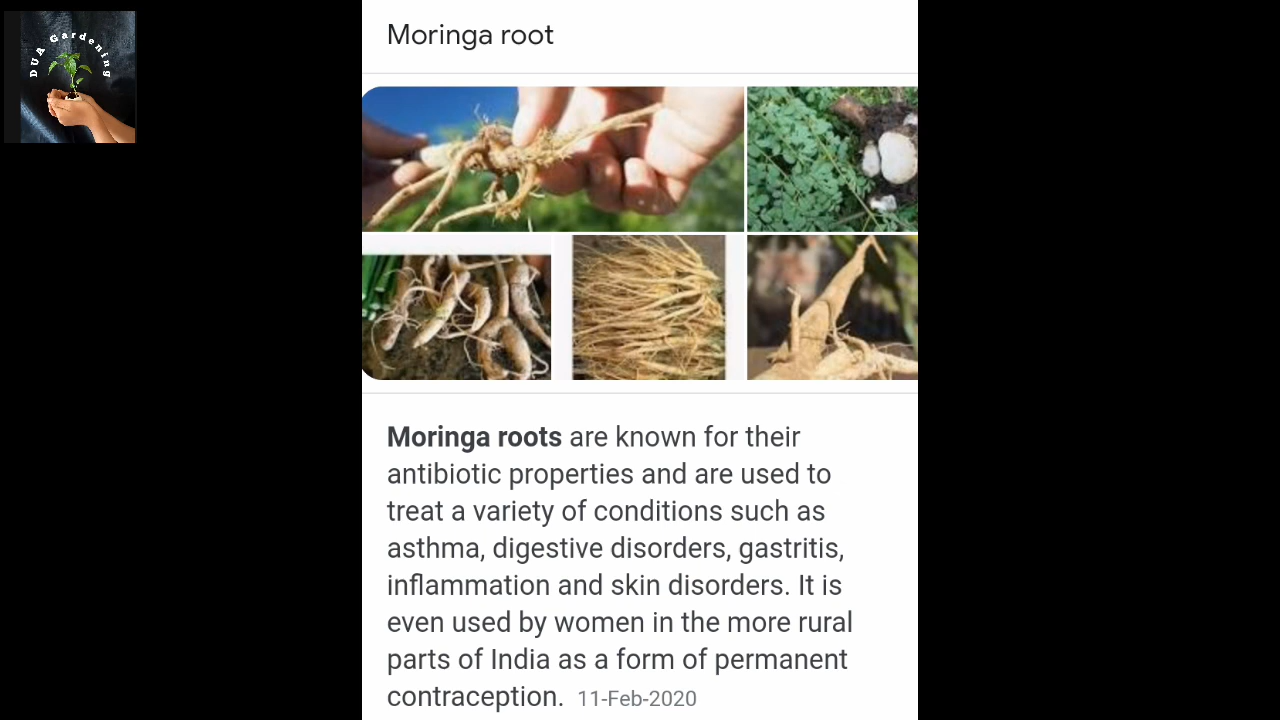 DUA Gardening
Moringa root
Moringa roots are known for their
antibiotic properties and are used to
treat a variety of conditions such as
asthma, digestive disorders, gastritis,
inflammation and skin disorders. It is
even used by women in the more rural
parts of India as a form of permanent
contraception. 11-Feb-2020